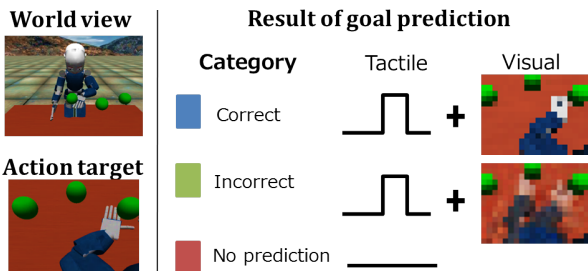 World view
Action target
Result of goal prediction
Category Tactile Visual
Correct
Incorrect
No prediction